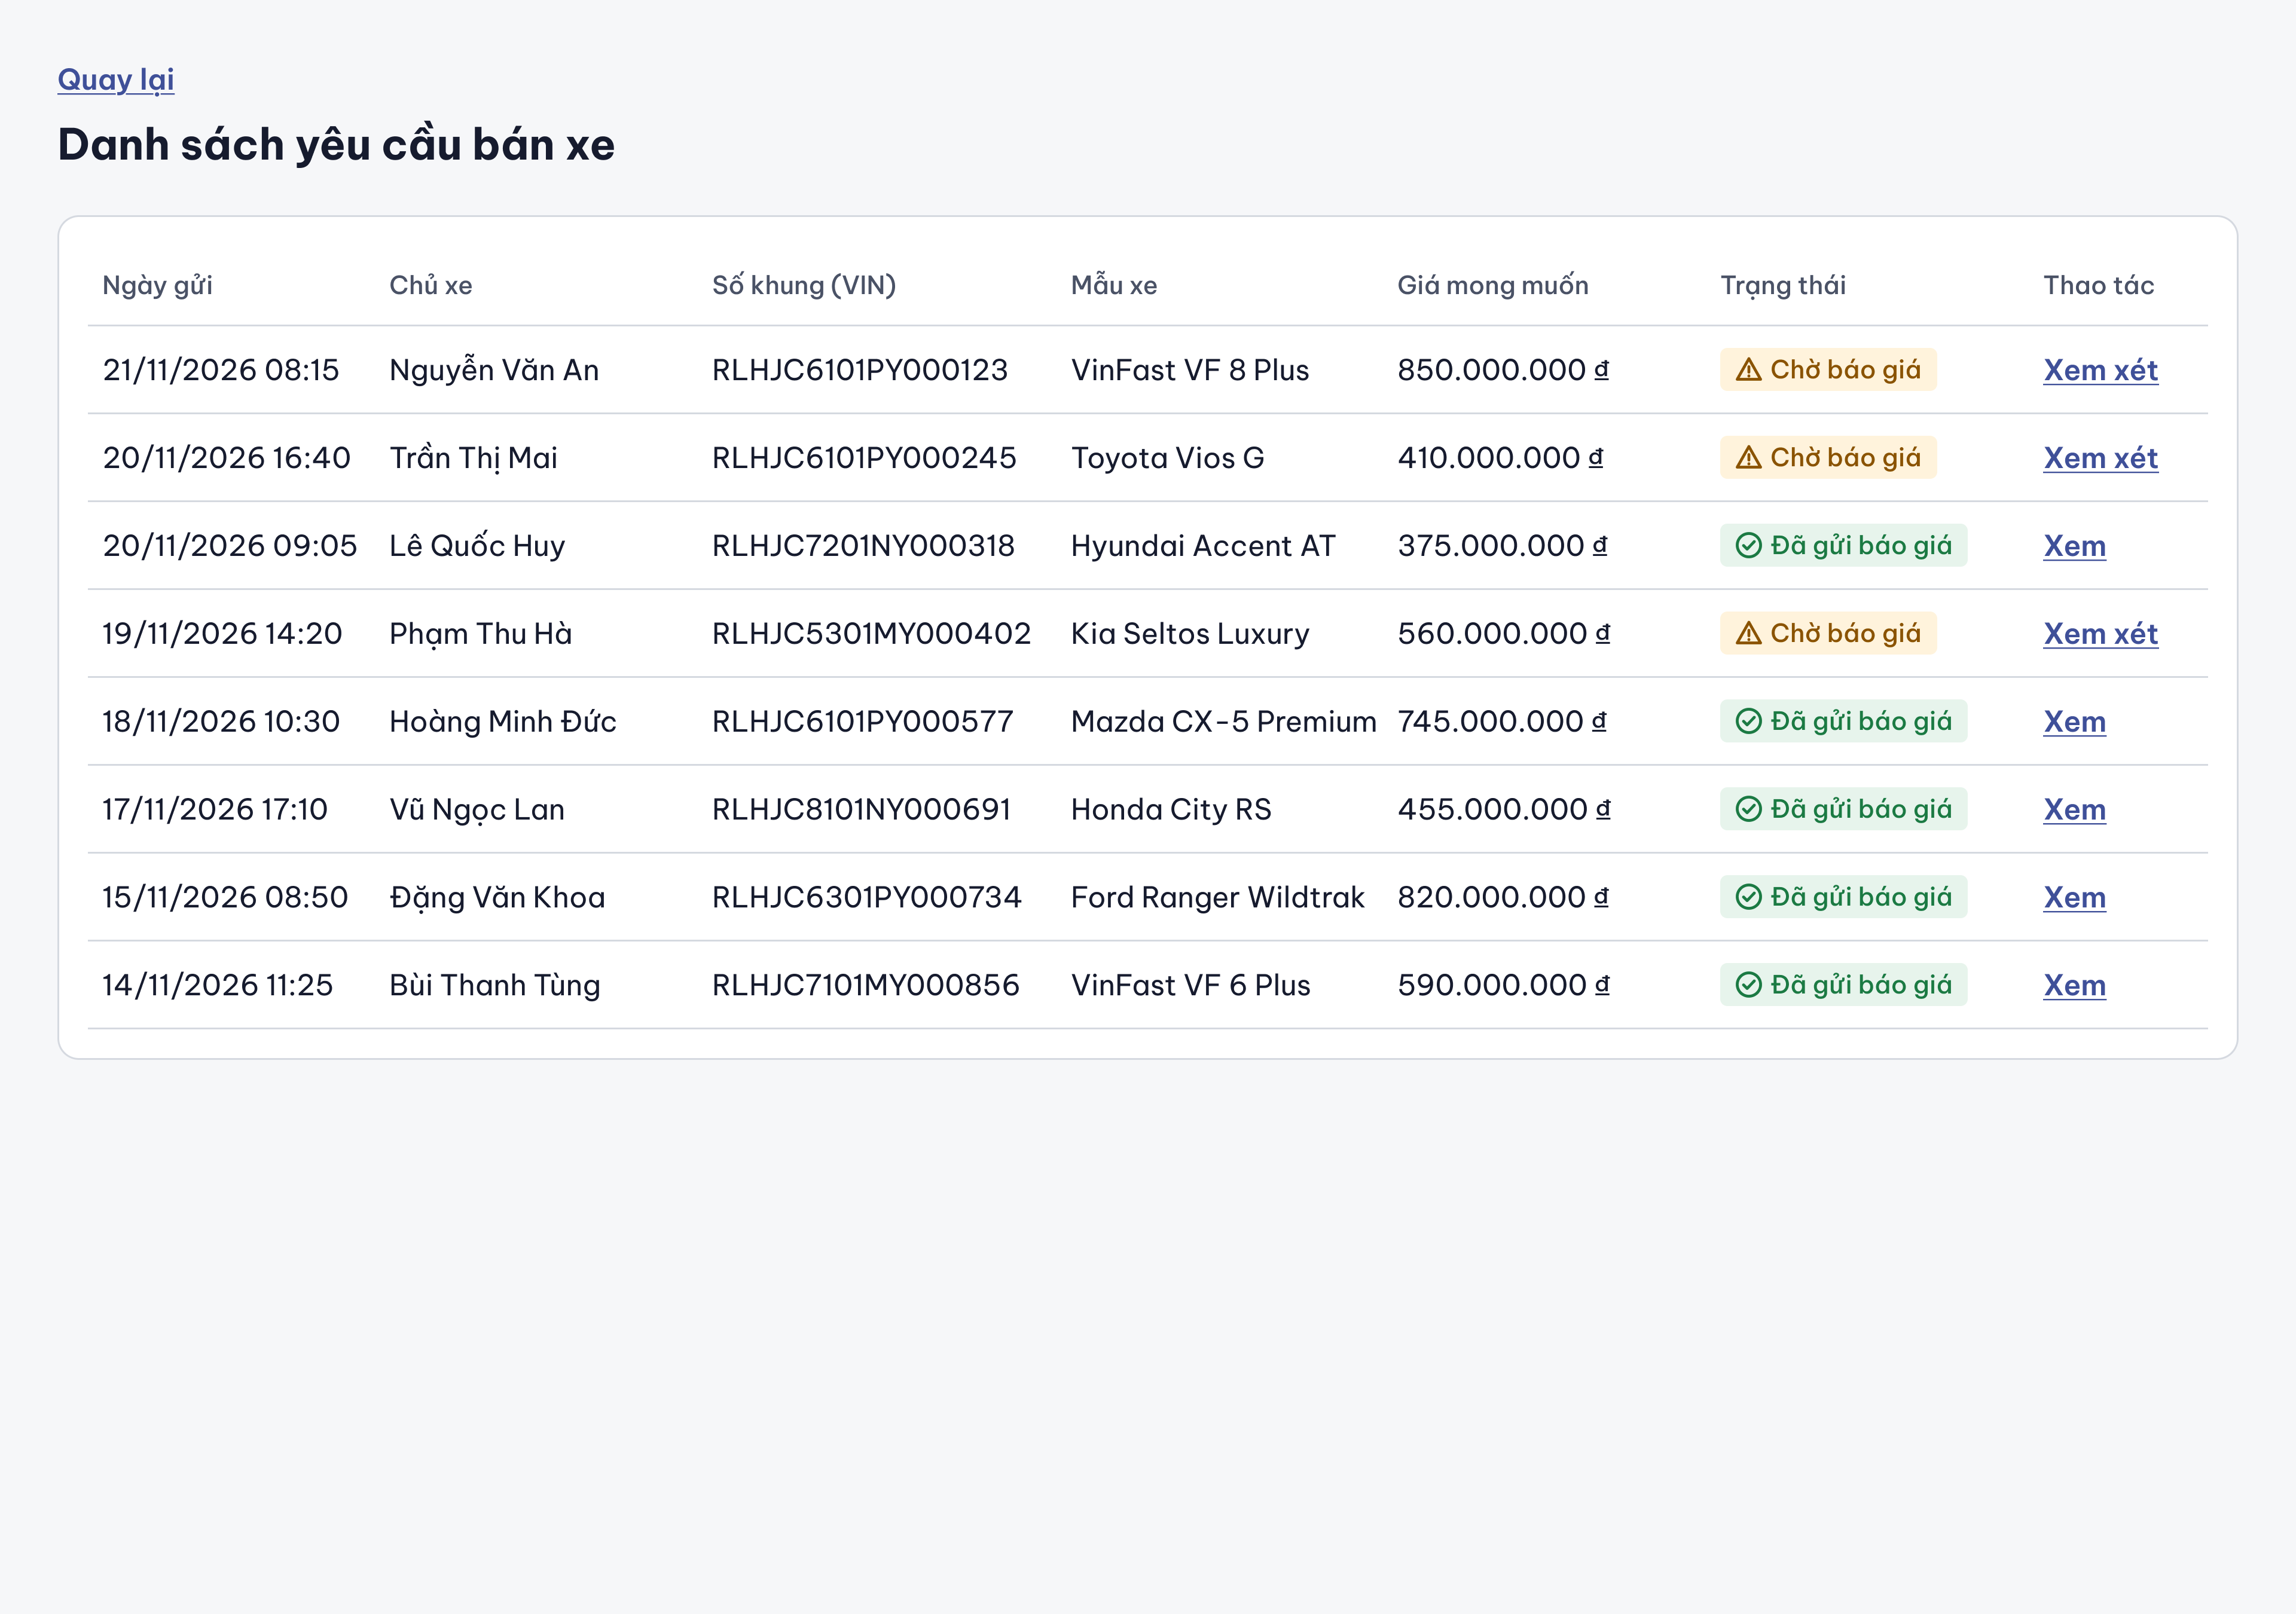 Quay lại
Danh sách yêu cầu bán xe
Ngày gửi Chủ xe Số khung (VIN) Mẫu xe Giá mong muốn Trạng thái Thao tác
21/11/2026 08:15 Nguyễn Văn An RLHJC6101PY000123 VinFast VF 8 Plus 850.000.000 ₫ Chờ báo giá Xem xét
20/11/2026 16:40 Trần Thị Mai RLHJC6101PY000245 Toyota Vios G 410.000.000 ₫ Chờ báo giá Xem xét
20/11/2026 09:05 Lê Quốc Huy RLHJC7201NY000318 Hyundai Accent AT 375.000.000 ₫ Đã gửi báo giá Xem
19/11/2026 14:20 Phạm Thu Hà RLHJC5301MY000402 Kia Seltos Luxury 560.000.000 ₫ Chờ báo giá Xem xét
18/11/2026 10:30 Hoàng Minh Đức RLHJC6101PY000577 Mazda CX-5 Premium 745.000.000 ₫ Đã gửi báo giá Xem
17/11/2026 17:10 Vũ Ngọc Lan RLHJC8101NY000691 Honda City RS 455.000.000 ₫ Đã gửi báo giá Xem
15/11/2026 08:50 Đặng Văn Khoa RLHJC6301PY000734 Ford Ranger Wildtrak 820.000.000 ₫ Đã gửi báo giá Xem
14/11/2026 11:25 Bùi Thanh Tùng RLHJC7101MY000856 VinFast VF 6 Plus 590.000.000 ₫ Đã gửi báo giá Xem